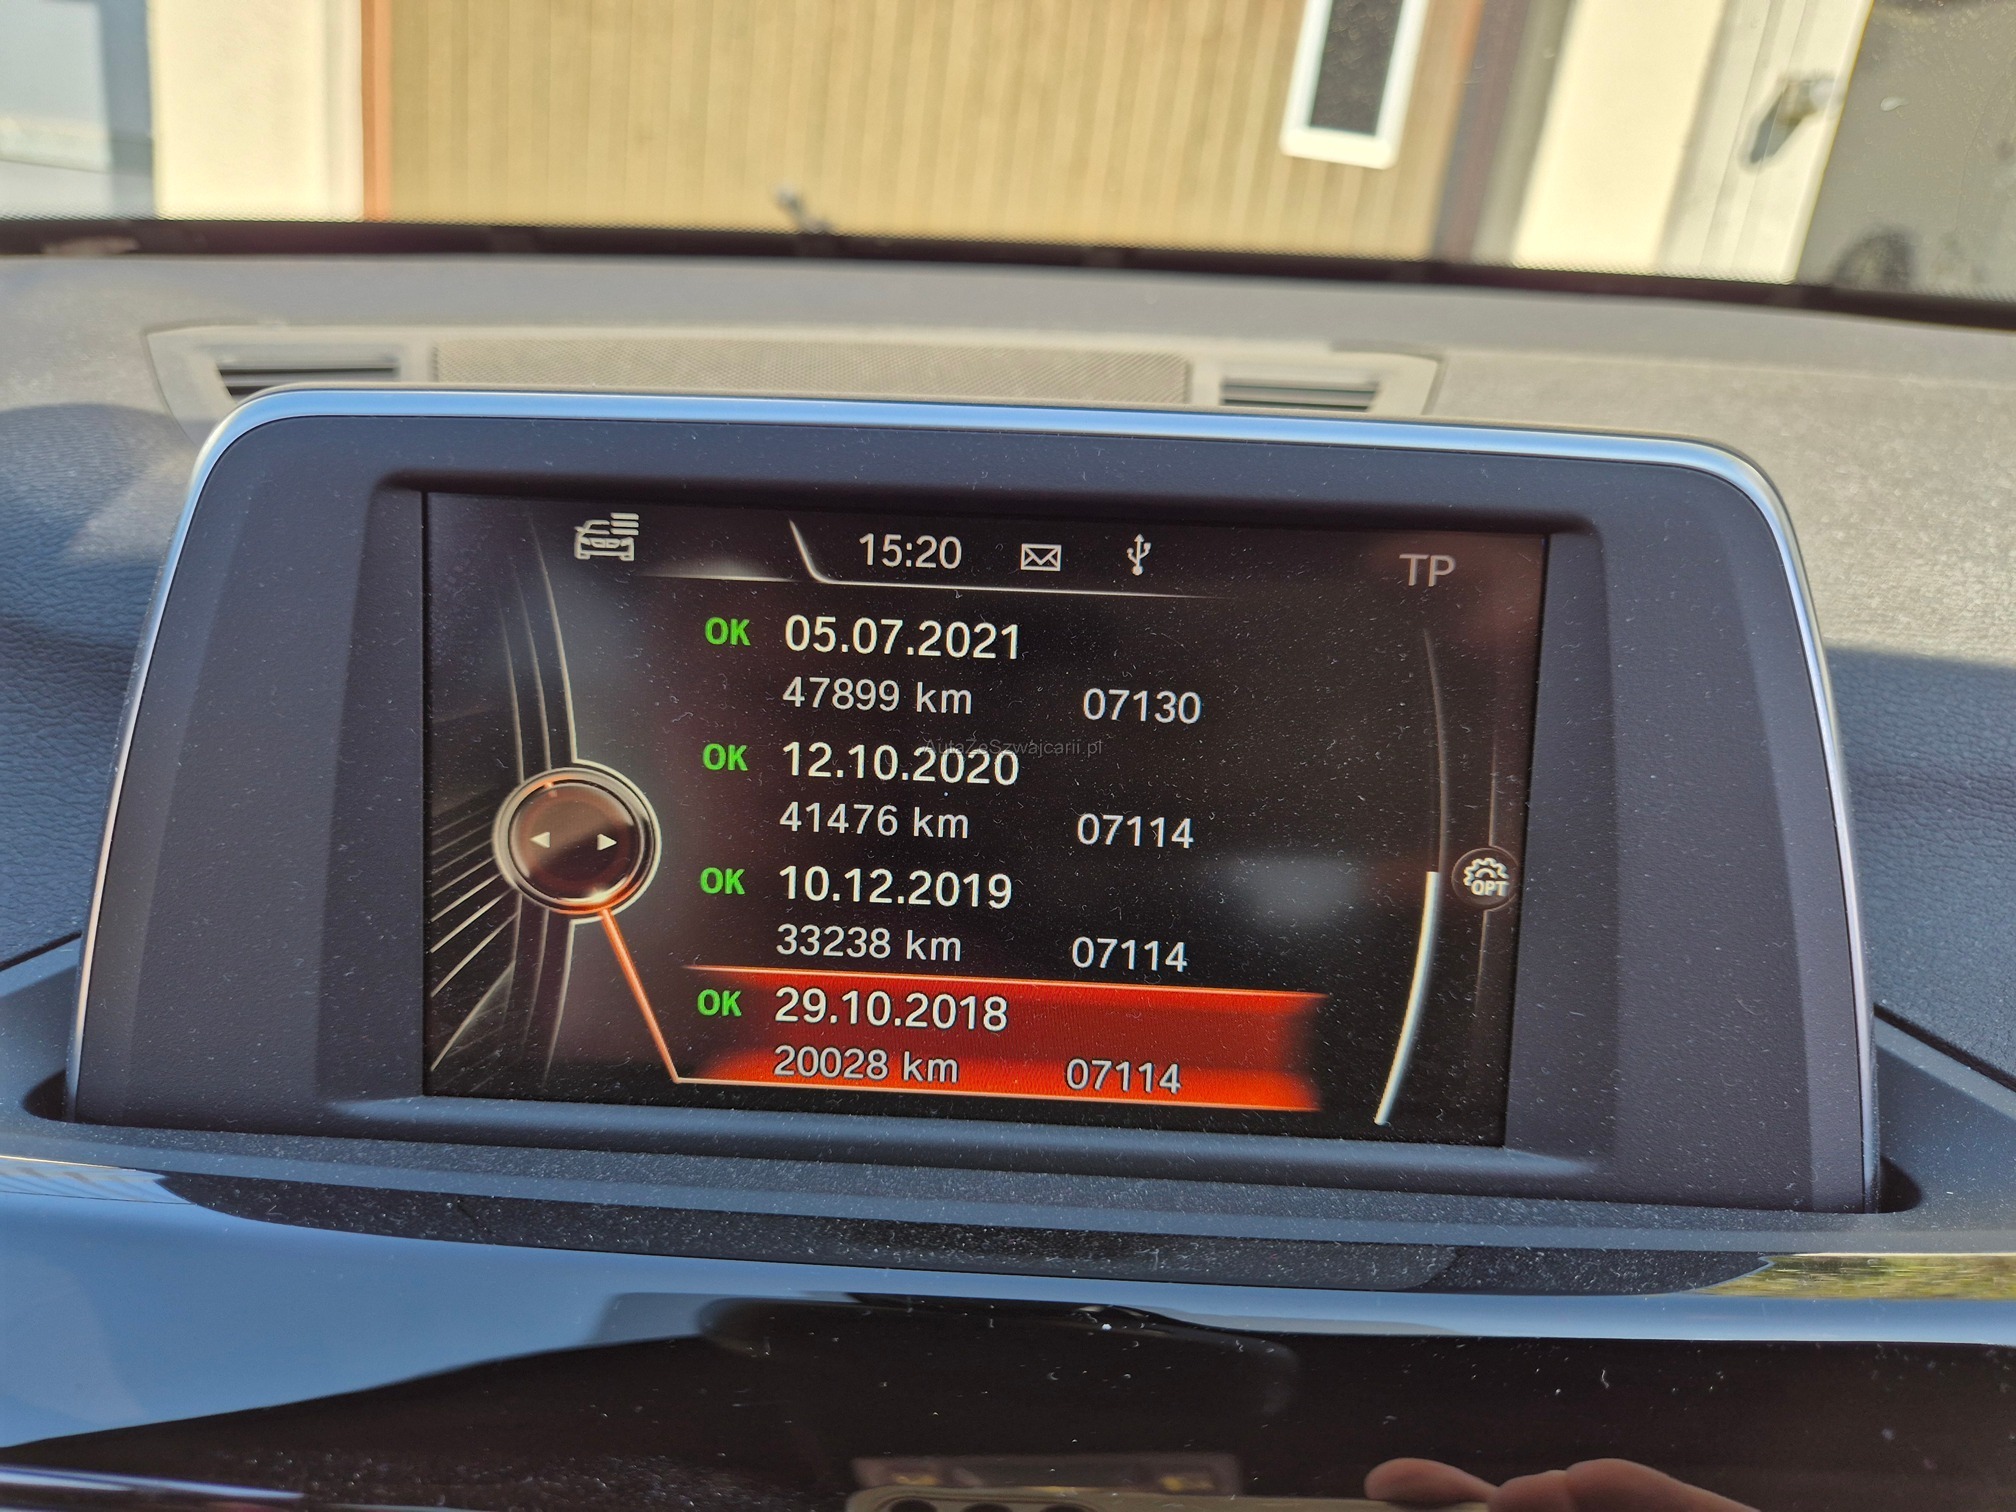 15:20
TP
OK 05.07.2021
47899 km 07130
AutaZeSzwajcarii.pl
OK 12.10.2020
41476 km 07114
OK 10.12.2019
33238 km 07114
OPT
OK 29.10.2018
20028 km 07114